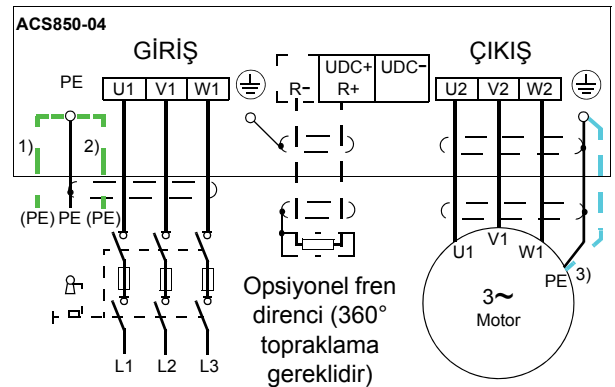 ACS850-04
GİRİŞ
ÇIKIŞ
PE
U1 V1 W1
R-
UDC+
R+
UDC-
U2 V2 W2
1)
2)
(PE) PE (PE)
U1 V1 W1
PE 3)
3~
Motor
Opsiyonel fren
direnci (360°
topraklama
gereklidir)
L1 L2 L3